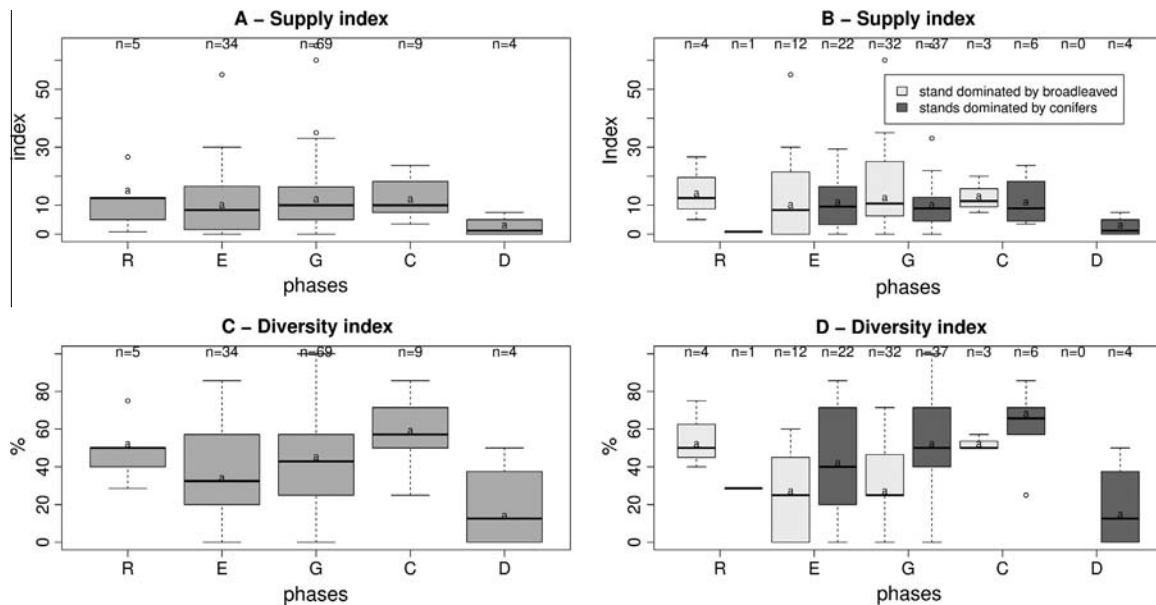 A – Supply index
n=5 n=34 n=69 n=9 n=4
index
50
30
10
0
a a a a a
R E G C D
phases
B – Supply index
n=4 n=1 n=12 n=22 n=32 n=37 n=3 n=6 n=0 n=4
stand dominated by broadleaved
stands dominated by conifers
Index
50
30
10
0
a a a a a a a a
R E G C D
phases
C – Diversity index
n=5 n=34 n=69 n=9 n=4
%
80
60
40
20
0
a a a a a
R E G C D
phases
D – Diversity index
n=4 n=1 n=12 n=22 n=32 n=37 n=3 n=6 n=0 n=4
%
80
60
40
20
0
a a a a a a a a
R E G C D
phases